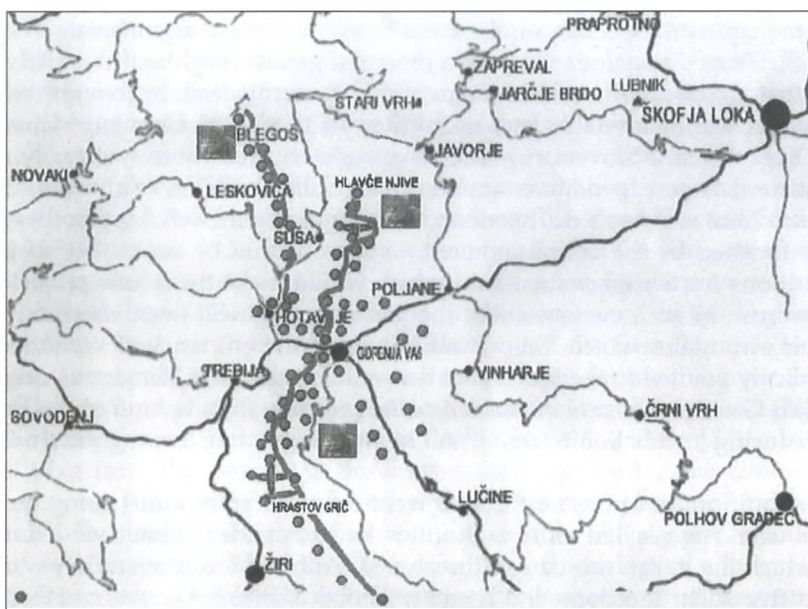 PRAPROTNO
ZAPREVAL
STARI VRH
JARČJE BRDO
LUBNIK
ŠKOFJA LOKA
BLEGOŠ
JAVORJE
NOVAKI
LESKOVICA
HLAVČE NJIVE
SUŠA
POLJANE
HOTAVLJE
GORENJA VAS
TREBIJA
VINHARJE
GOVODENJ
ČRNI VRH
HRASTOV GRIČ
LUČINE
POLHOV GRADEC
ŽIRI